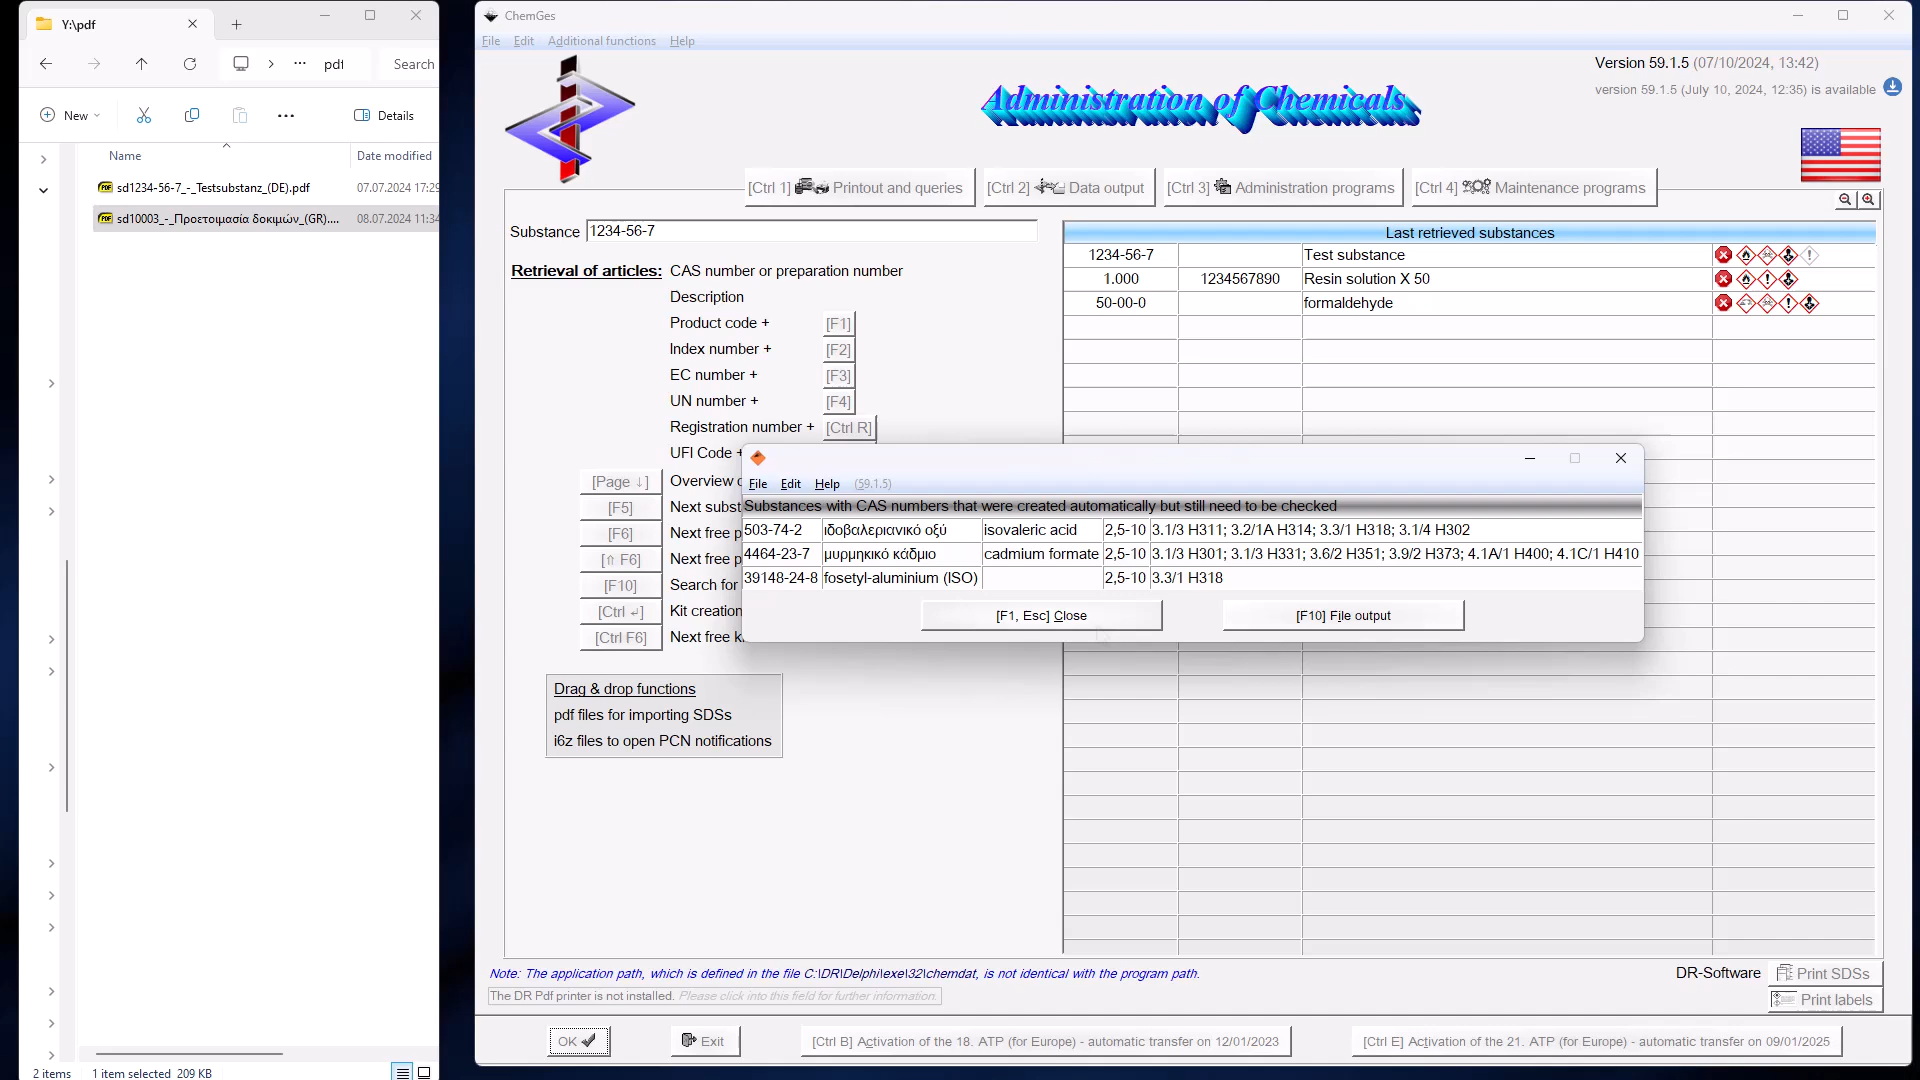 Y:\pdf
pdf
Search
New
Details
Name
Date modified
sd1234-56-7_-_Testsubstanz_(DE).pdf
07.07.2024 17:29
sd10003_-_Προετοιμασία δοκιμών_(GR)....
08.07.2024 11:34
2 items
1 item selected 209 KB
ChemGes
File Edit Additional functions Help
Administration of Chemicals
Version 59.1.5 (07/10/2024, 13:42)
version 59.1.5 (July 10, 2024, 12:35) is available
[Ctrl 1] Printout and queries
[Ctrl 2] Data output
[Ctrl 3] Administration programs
[Ctrl 4] Maintenance programs
Substance 1234-56-7
Retrieval of articles: CAS number or preparation number
Description
Product code + [F1]
Index number + [F2]
EC number + [F3]
UN number + [F4]
Registration number + [Ctrl R]
UFI Code +
[Page ↓] Overview
[F5] Next subst
[F6] Next free p
[⇧ F6] Next free p
[F10] Search for
[Ctrl ↵] Kit creation
[Ctrl F6] Next free k
Drag & drop functions
pdf files for importing SDSs
i6z files to open PCN notifications
Last retrieved substances
1234-56-7 Test substance
1.000 1234567890 Resin solution X 50
50-00-0 formaldehyde
File Edit Help (59.1.5)
Substances with CAS numbers that were created automatically but still need to be checked
503-74-2 ιδοβαλεριανικό οξύ isovaleric acid 2,5-10 3.1/3 H311; 3.2/1A H314; 3.3/1 H318; 3.1/4 H302
4464-23-7 μυρμηκικό κάδμιο cadmium formate 2,5-10 3.1/3 H301; 3.1/3 H331; 3.6/2 H351; 3.9/2 H373; 4.1A/1 H400; 4.1C/1 H410
39148-24-8 fosetyl-aluminium (ISO) 2,5-10 3.3/1 H318
[F1, Esc] Close
[F10] File output
Note: The application path, which is defined in the file C:\DR\Delphi\exe\32\chemdat, is not identical with the program path.
The DR Pdf printer is not installed. Please click into this field for further information.
DR-Software
Print SDSs
Print labels
OK
Exit
[Ctrl B] Activation of the 18. ATP (for Europe) - automatic transfer on 12/01/2023
[Ctrl E] Activation of the 21. ATP (for Europe) - automatic transfer on 09/01/2025